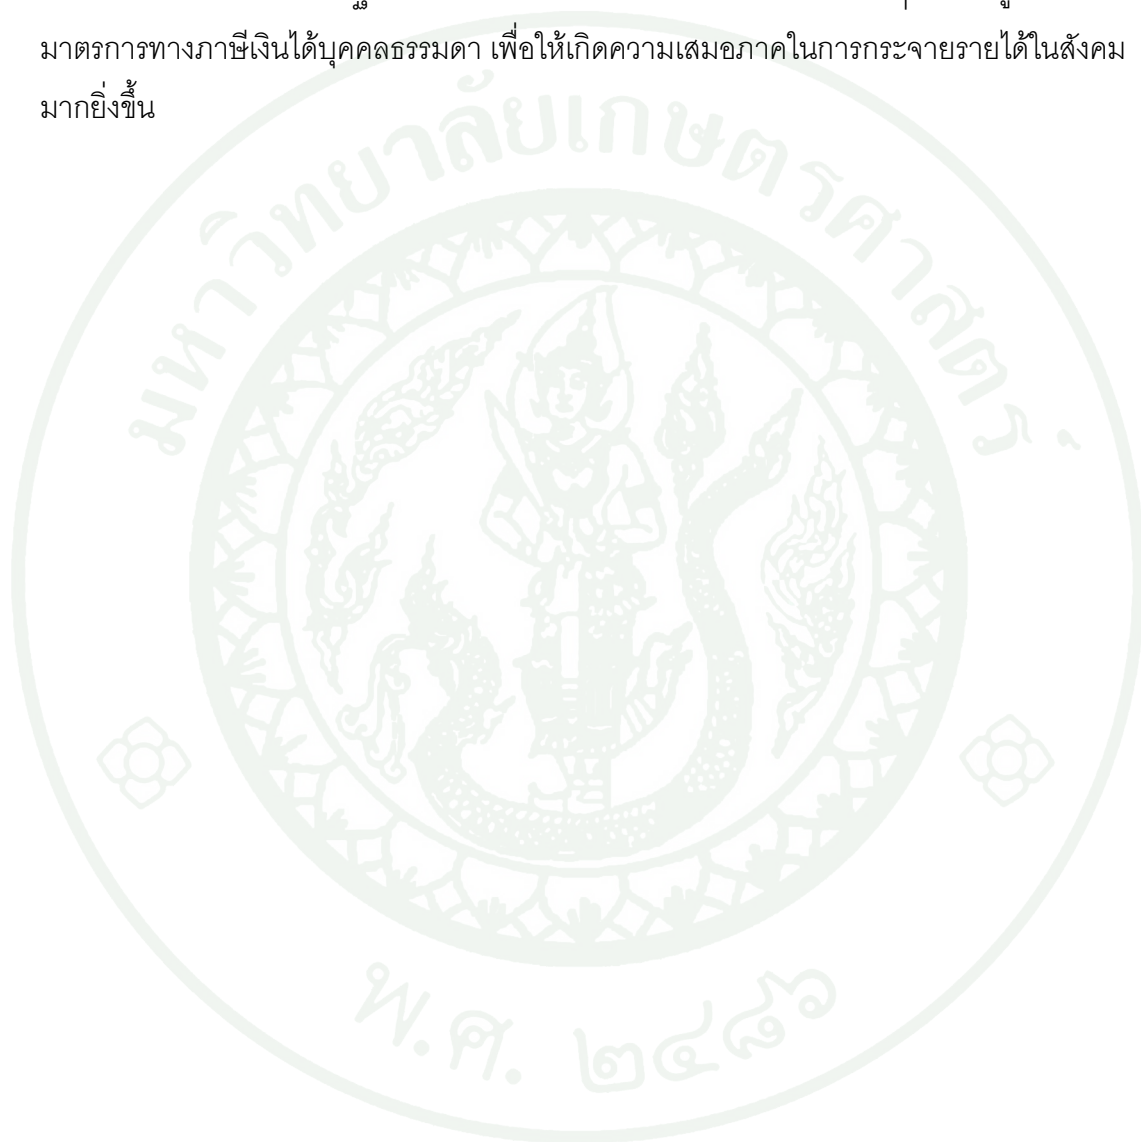 มาตรการทางภาษีเงินได้บุคคลธรรมดา เพื่อให้เกิดความเสมอภาคในการกระจายรายได้ในสังคม
มากยิ่งขึ้น
มหาวิทยาลัยเกษตรศาสตร์
พ.ศ. ๒๔๘๖